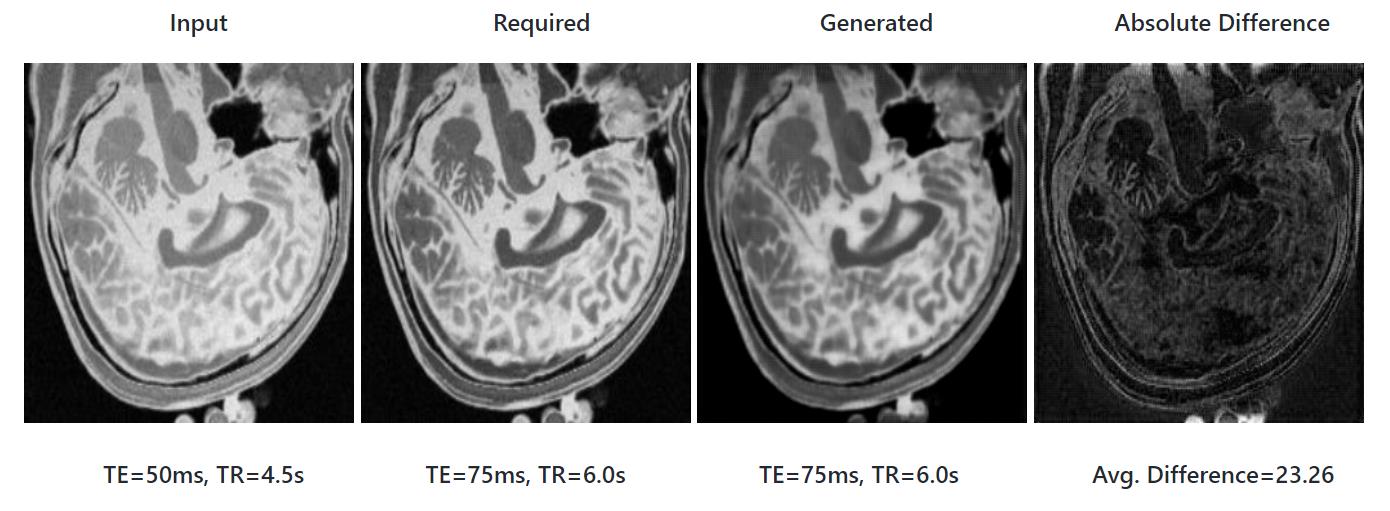 Input Required Generated Absolute Difference
TE=50ms, TR=4.5s TE=75ms, TR=6.0s TE=75ms, TR=6.0s Avg. Difference=23.26